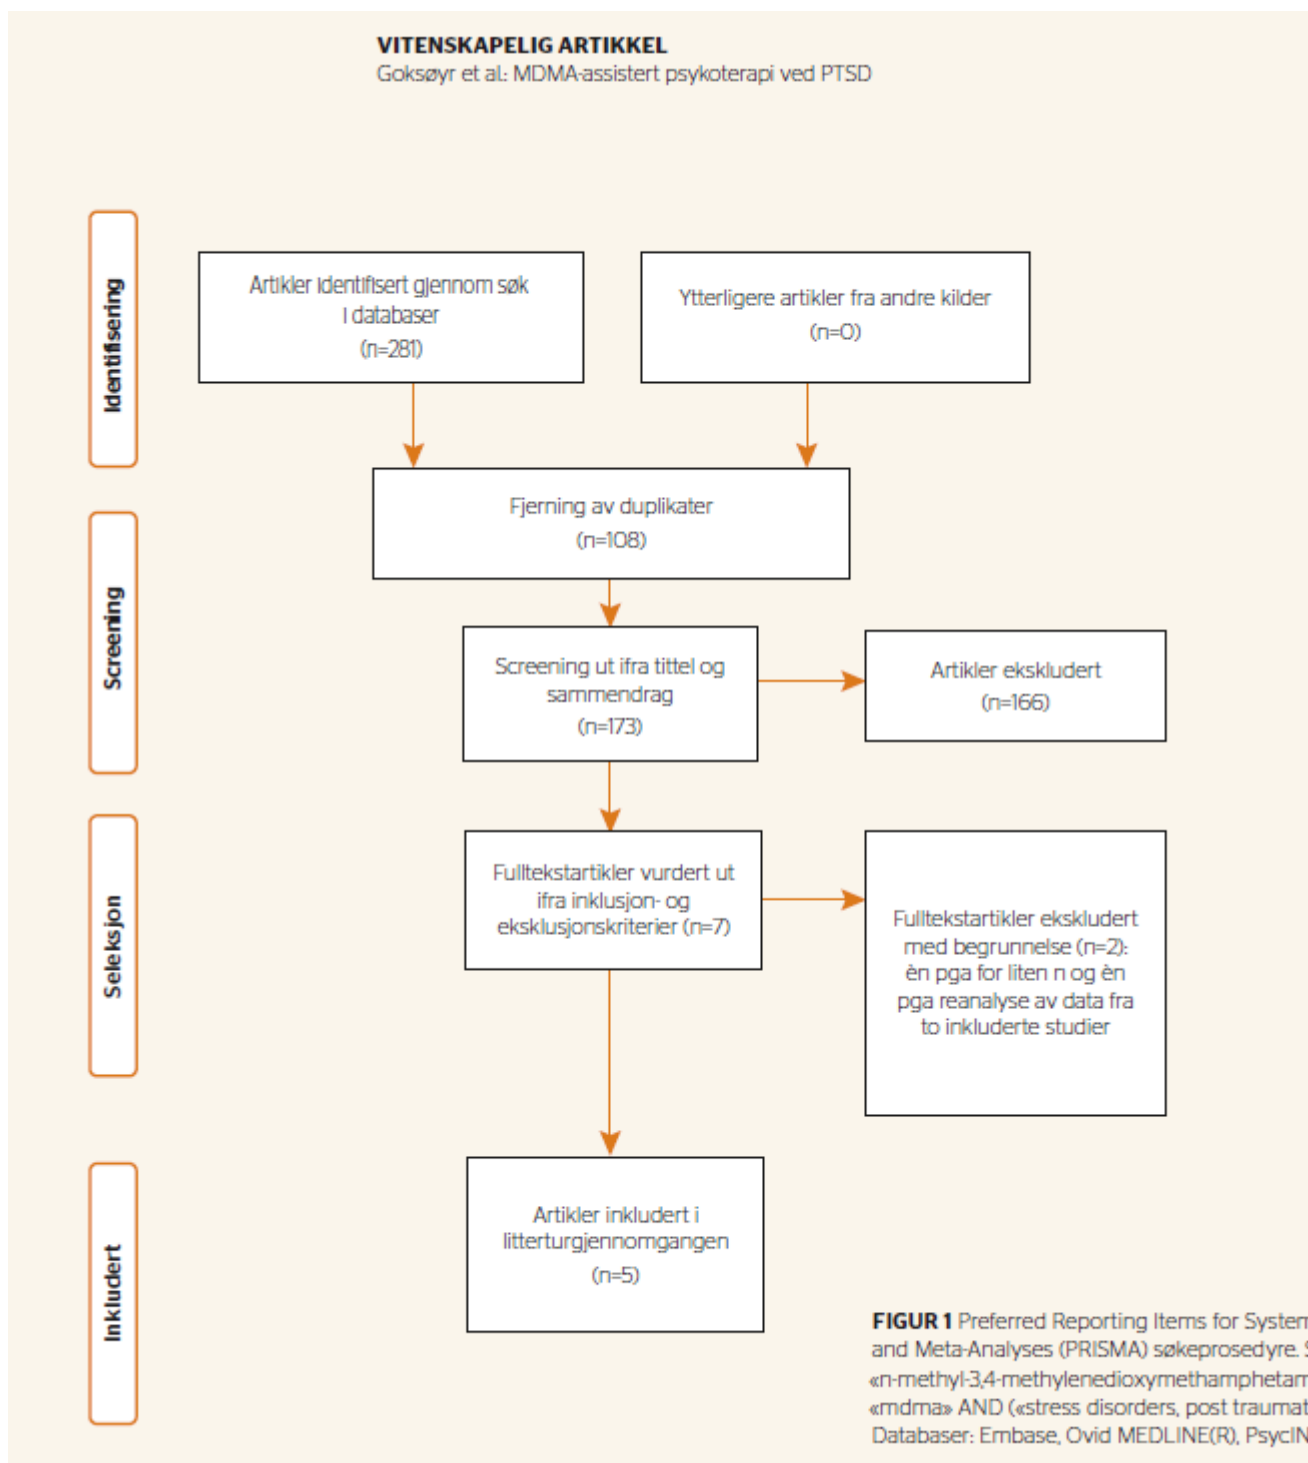 VITENSKAPELIG ARTIKKEL
Goksøyr et al.: MDMA-assistert psykoterapi ved PTSD
Identifisering
Artikler identifisert gjennom søk
i databaser
(n=281)
Ytterligere artikler fra andre kilder
(n=0)
Fjerning av duplikater
(n=108)
Screening
Screening ut ifra tittel og
sammendrag
(n=173)
Artikler ekskludert
(n=166)
Seleksjon
Fulltekstartikler vurdert ut
ifra inklusjon- og
eksklusjonskriterier (n=7)
Fulltekstartikler ekskludert
med begrunnelse (n=2):
èn pga for liten n og èn
pga reanalyse av data fra
to inkluderte studier
Inkludert
Artikler inkludert i
litterturgjennomgangen
(n=5)
FIGUR 1 Preferred Reporting Items for System
and Meta-Analyses (PRISMA) søkeprosedyre.
«n-methyl-3,4-methylenedioxymethamphetam
«mdma» AND («stress disorders, post traumat
Databaser: Embase, Ovid MEDLINE(R), PsycIN